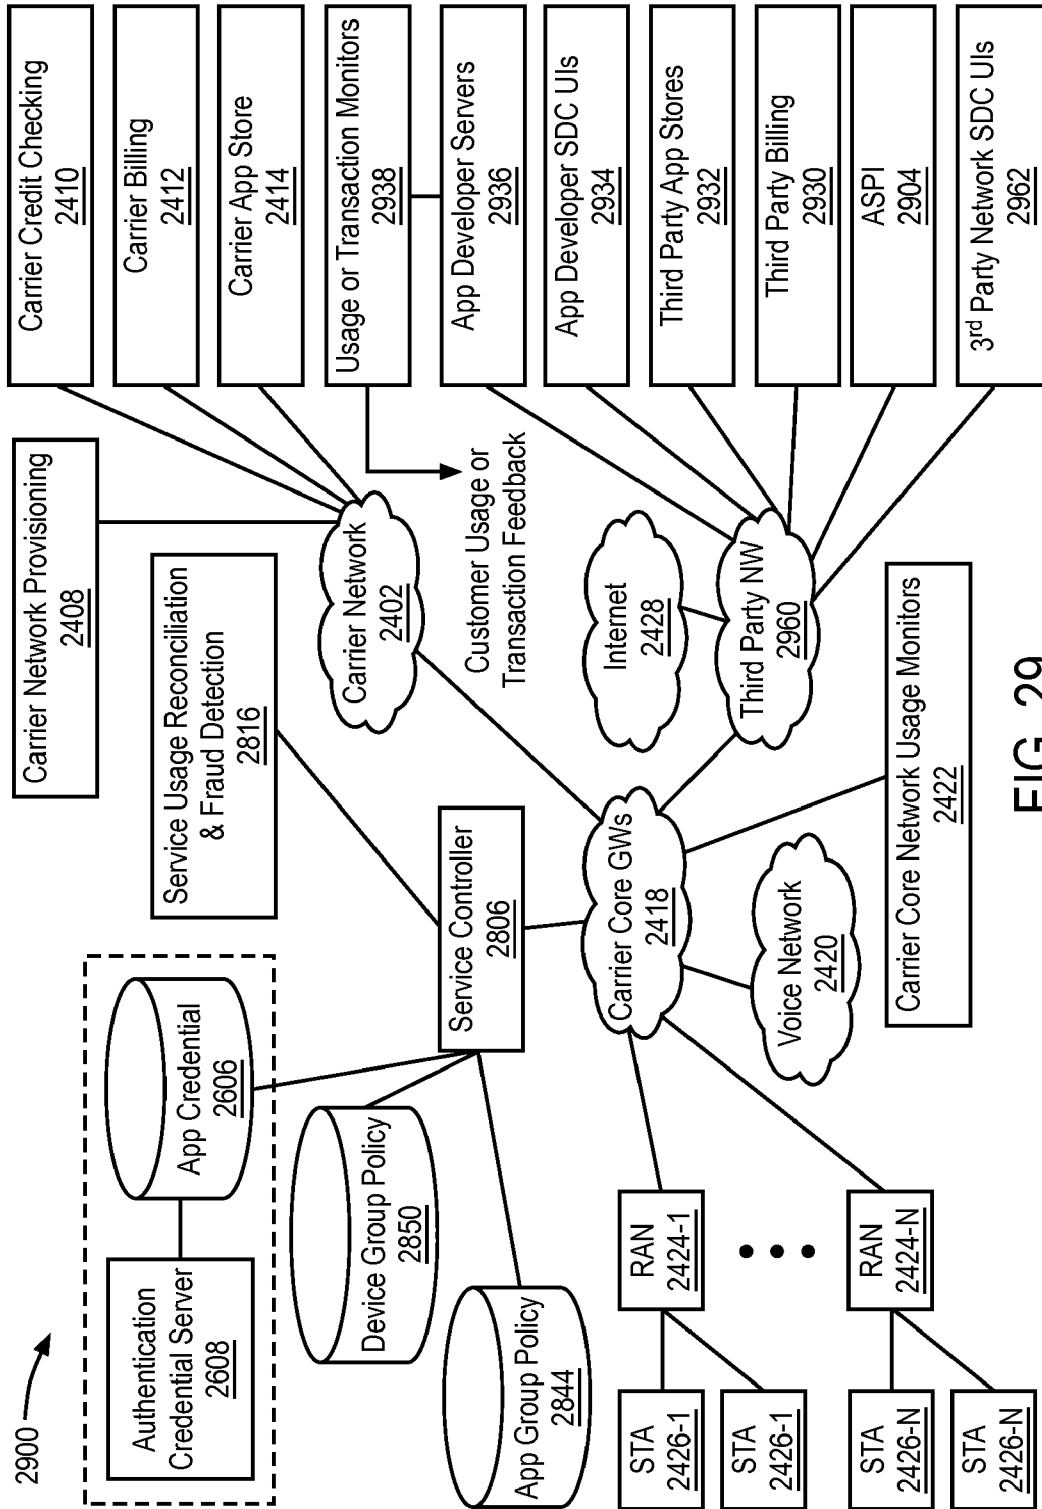 2900
Authentication
Credential Server
2608
App Credential
2606
Device Group Policy
2850
App Group Policy
2844
STA
2426-1
STA
2426-1
STA
2426-N
STA
2426-N
RAN
2424-1
RAN
2424-N
Carrier Network Provisioning
2408
Service Usage Reconciliation
& Fraud Detection
2816
Service Controller
2806
Carrier Network
2402
Carrier Core GWs
2418
Voice Network
2420
Carrier Core Network Usage Monitors
2422
Internet
2428
Third Party NW
2960
Customer Usage or
Transaction Feedback
Carrier Credit Checking
2410
Carrier Billing
2412
Carrier App Store
2414
Usage or Transaction Monitors
2938
App Developer Servers
2936
App Developer SDC UIs
2934
Third Party App Stores
2932
Third Party Billing
2930
ASPI
2904
3rd Party Network SDC UIs
2962
FIG. 29